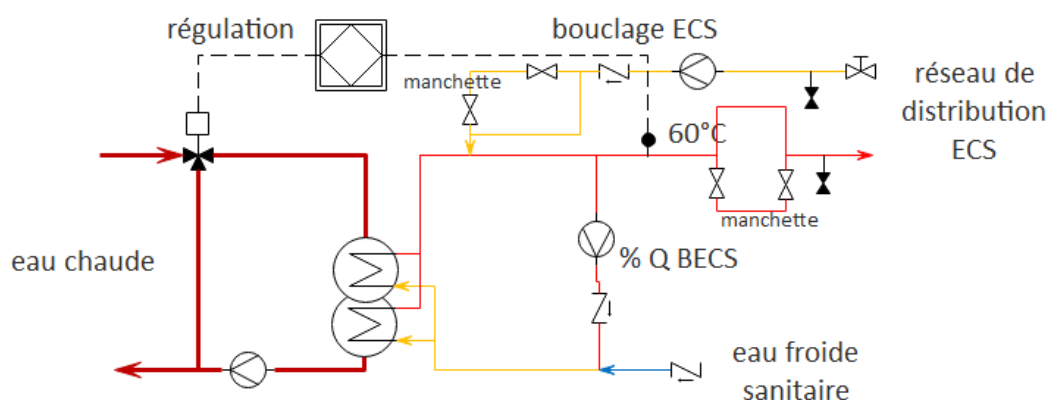 régulation
bouclage ECS
manchette
réseau de
distribution
ECS
60°C
manchette
eau chaude
% Q BECS
eau froide
sanitaire